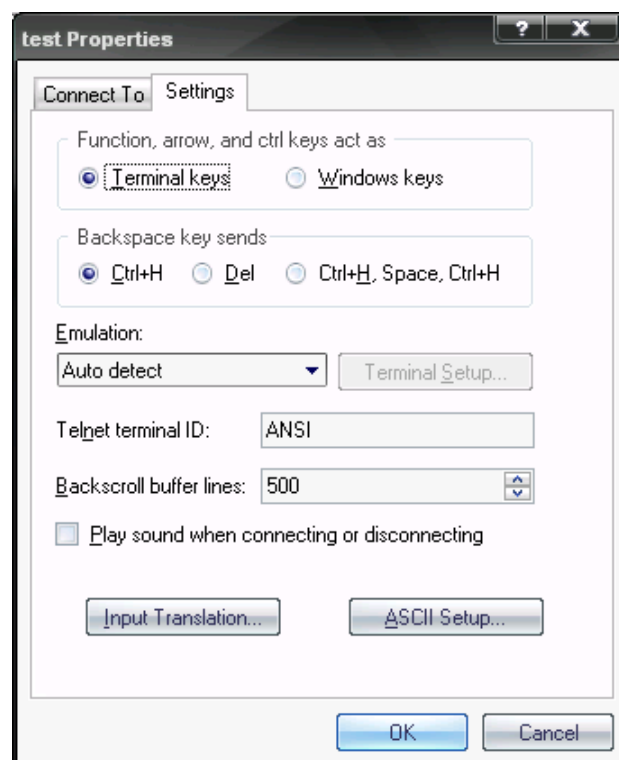 test Properties
? X
Connect To Settings
Function, arrow, and ctrl keys act as
Terminal keys Windows keys
Backspace key sends
Ctrl+H Del Ctrl+H, Space, Ctrl+H
Emulation:
Auto detect Terminal Setup...
Telnet terminal ID: ANSI
Backscroll buffer lines: 500
Play sound when connecting or disconnecting
Input Translation... ASCII Setup...
OK Cancel